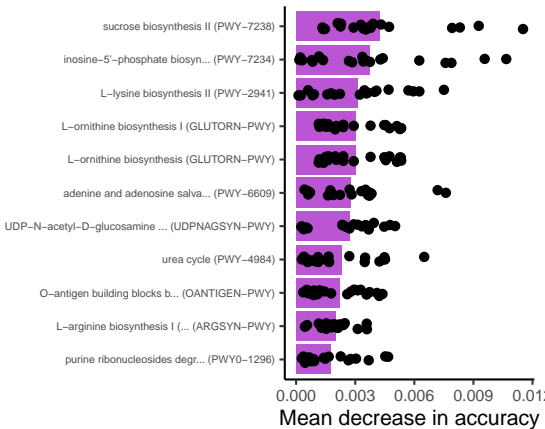 sucrose biosynthesis II (PWY-7238)
inosine-5'-phosphate biosyn... (PWY-7234)
L-lysine biosynthesis II (PWY-2941)
L-ornithine biosynthesis I (GLUTORN-PWY)
L-ornithine biosynthesis (GLUTORN-PWY)
adenine and adenosine salva... (PWY-6609)
UDP-N-acetyl-D-glucosamine ... (UDPNAGSYN-PWY)
urea cycle (PWY-4984)
O-antigen building blocks b... (OANTIGEN-PWY)
L-arginine biosynthesis I (... (ARGSYN-PWY)
purine ribonucleosides degr... (PWY0-1296)
0.000 0.003 0.006 0.009 0.012
Mean decrease in accuracy